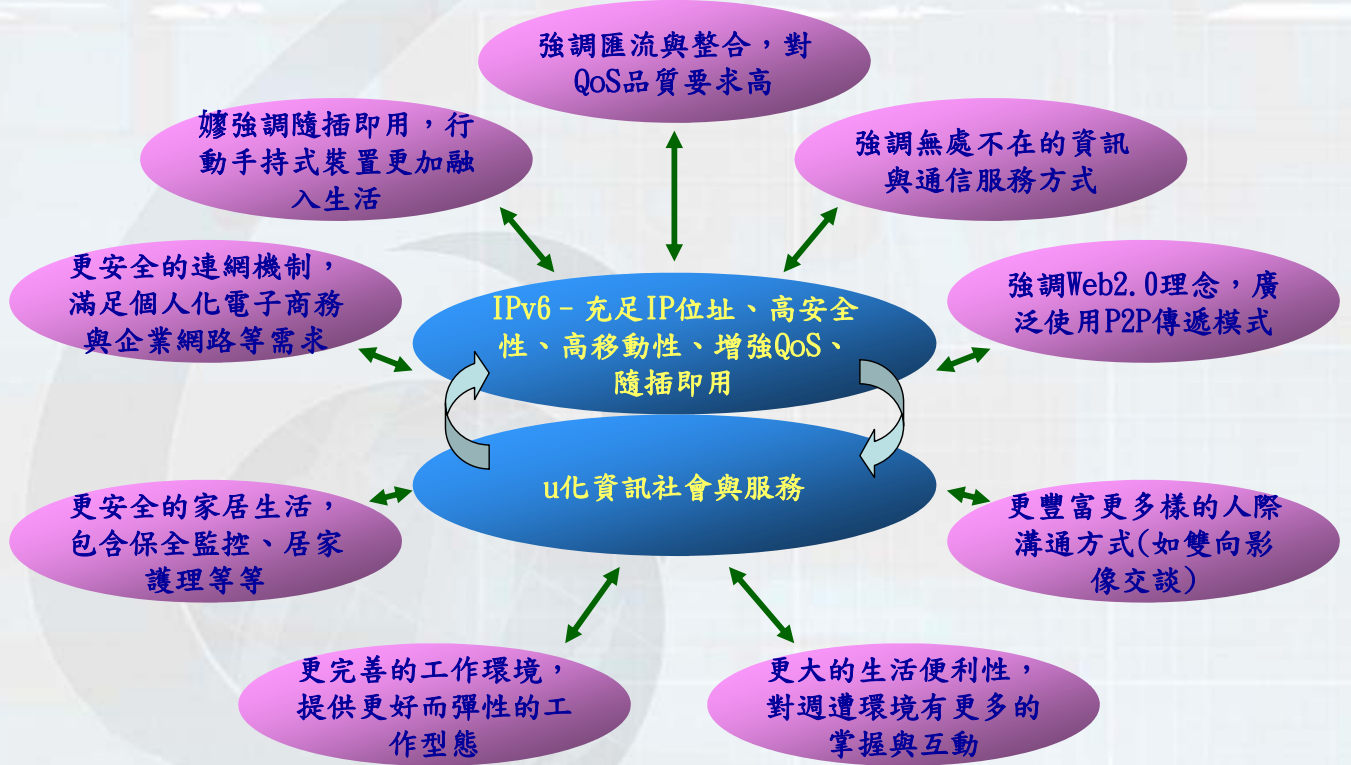 強調匯流與整合，對
QoS品質要求高
嬤強調隨插即用，行
動手持式裝置更加融
入生活
強調無處不在的資訊
與通信服務方式
更安全的連網機制，
滿足個人化電子商務
與企業網路等需求
IPv6－充足IP位址、高安全
性、高移動性、增強QoS、
隨插即用
強調Web2.0理念，廣
泛使用P2P傳遞模式
u化資訊社會與服務
更安全的家居生活，
包含保全監控、居家
護理等等
更豐富更多樣的人際
溝通方式(如雙向影
像交談)
更完善的工作環境，
提供更好而彈性的工
作型態
更大的生活便利性，
對週遭環境有更多的
掌握與互動